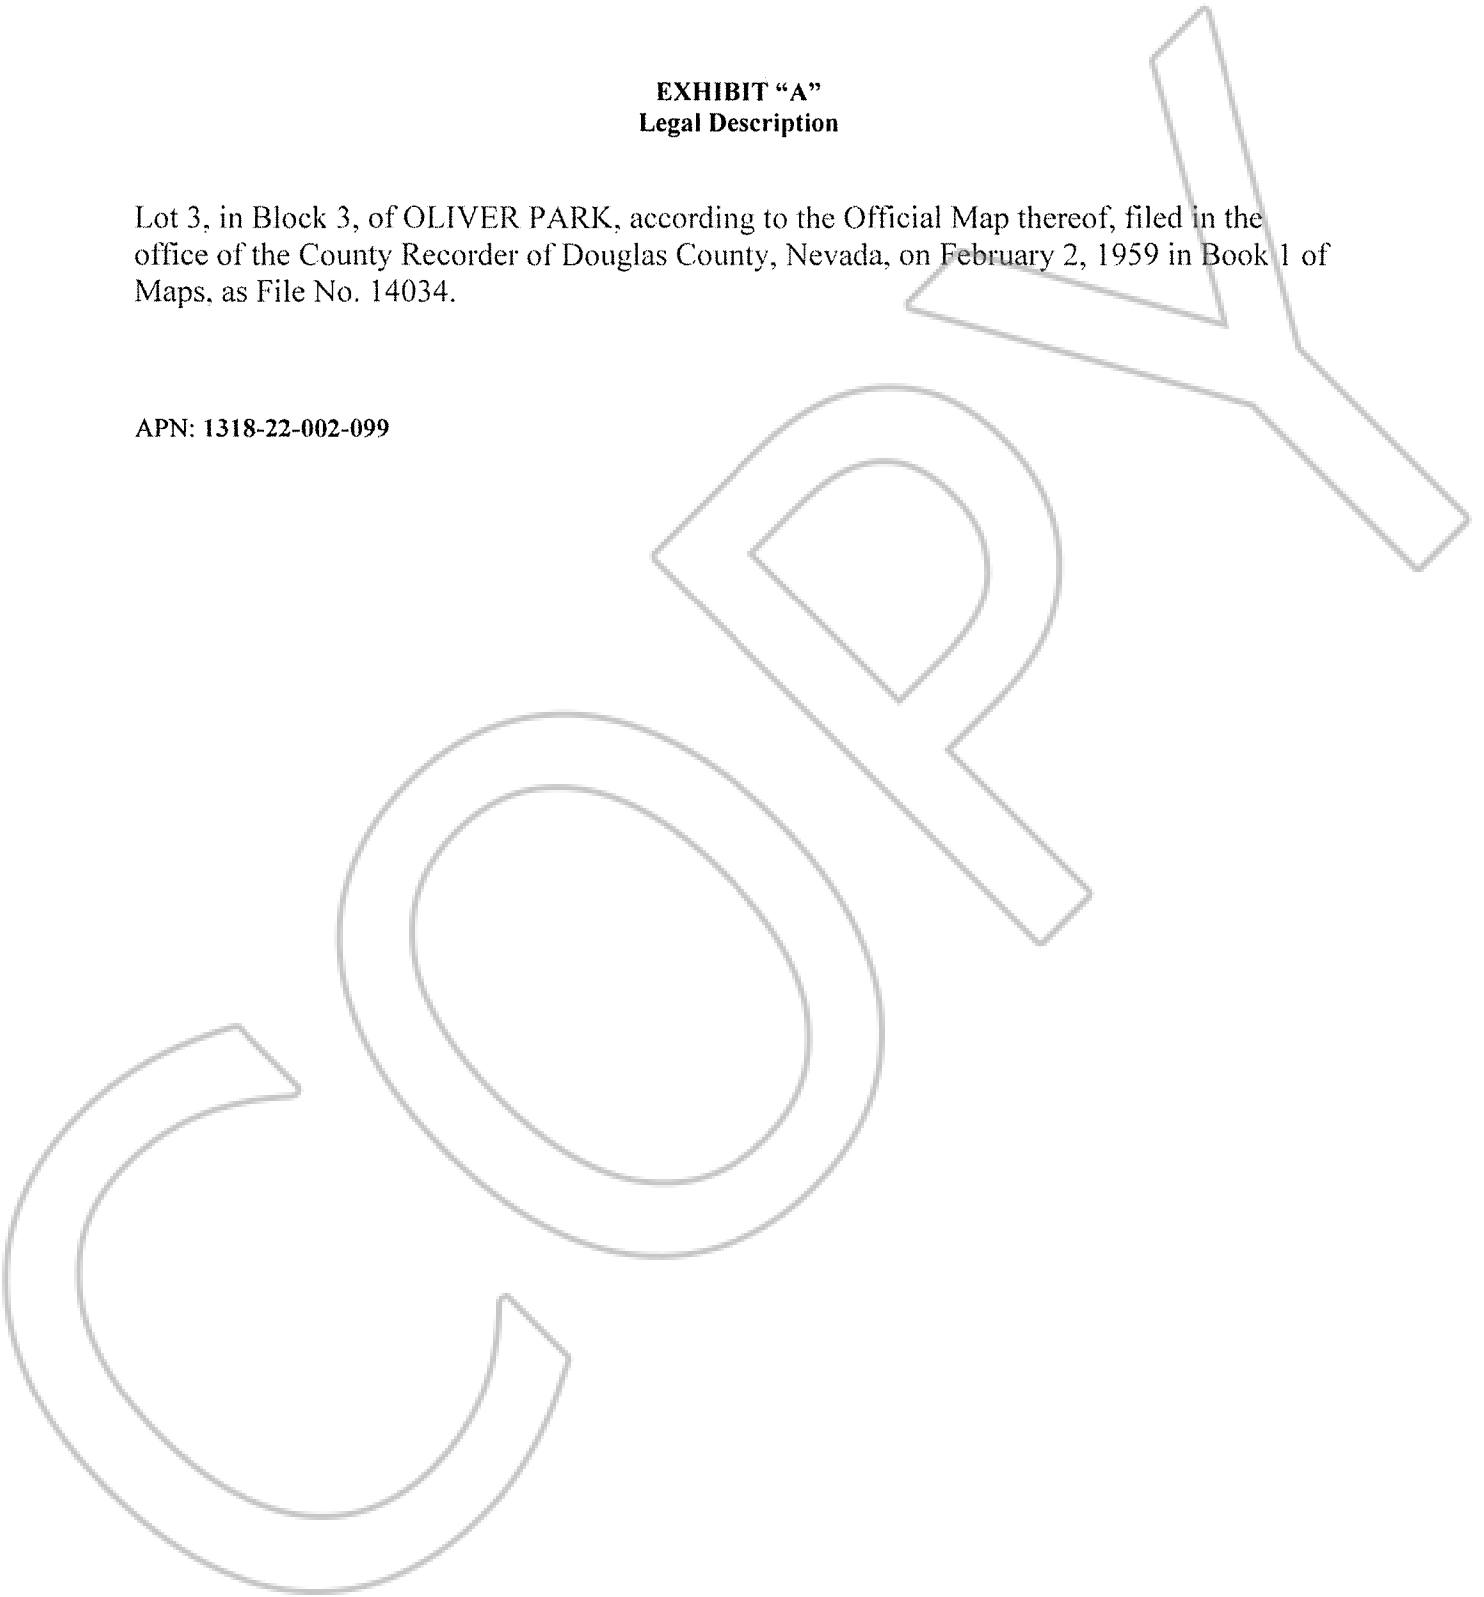 EXHIBIT “A”
Legal Description
Lot 3, in Block 3, of OLIVER PARK, according to the Official Map thereof, filed in the
office of the County Recorder of Douglas County, Nevada, on February 2, 1959 in Book 1 of
Maps, as File No. 14034.
APN: 1318-22-002-099
COPY